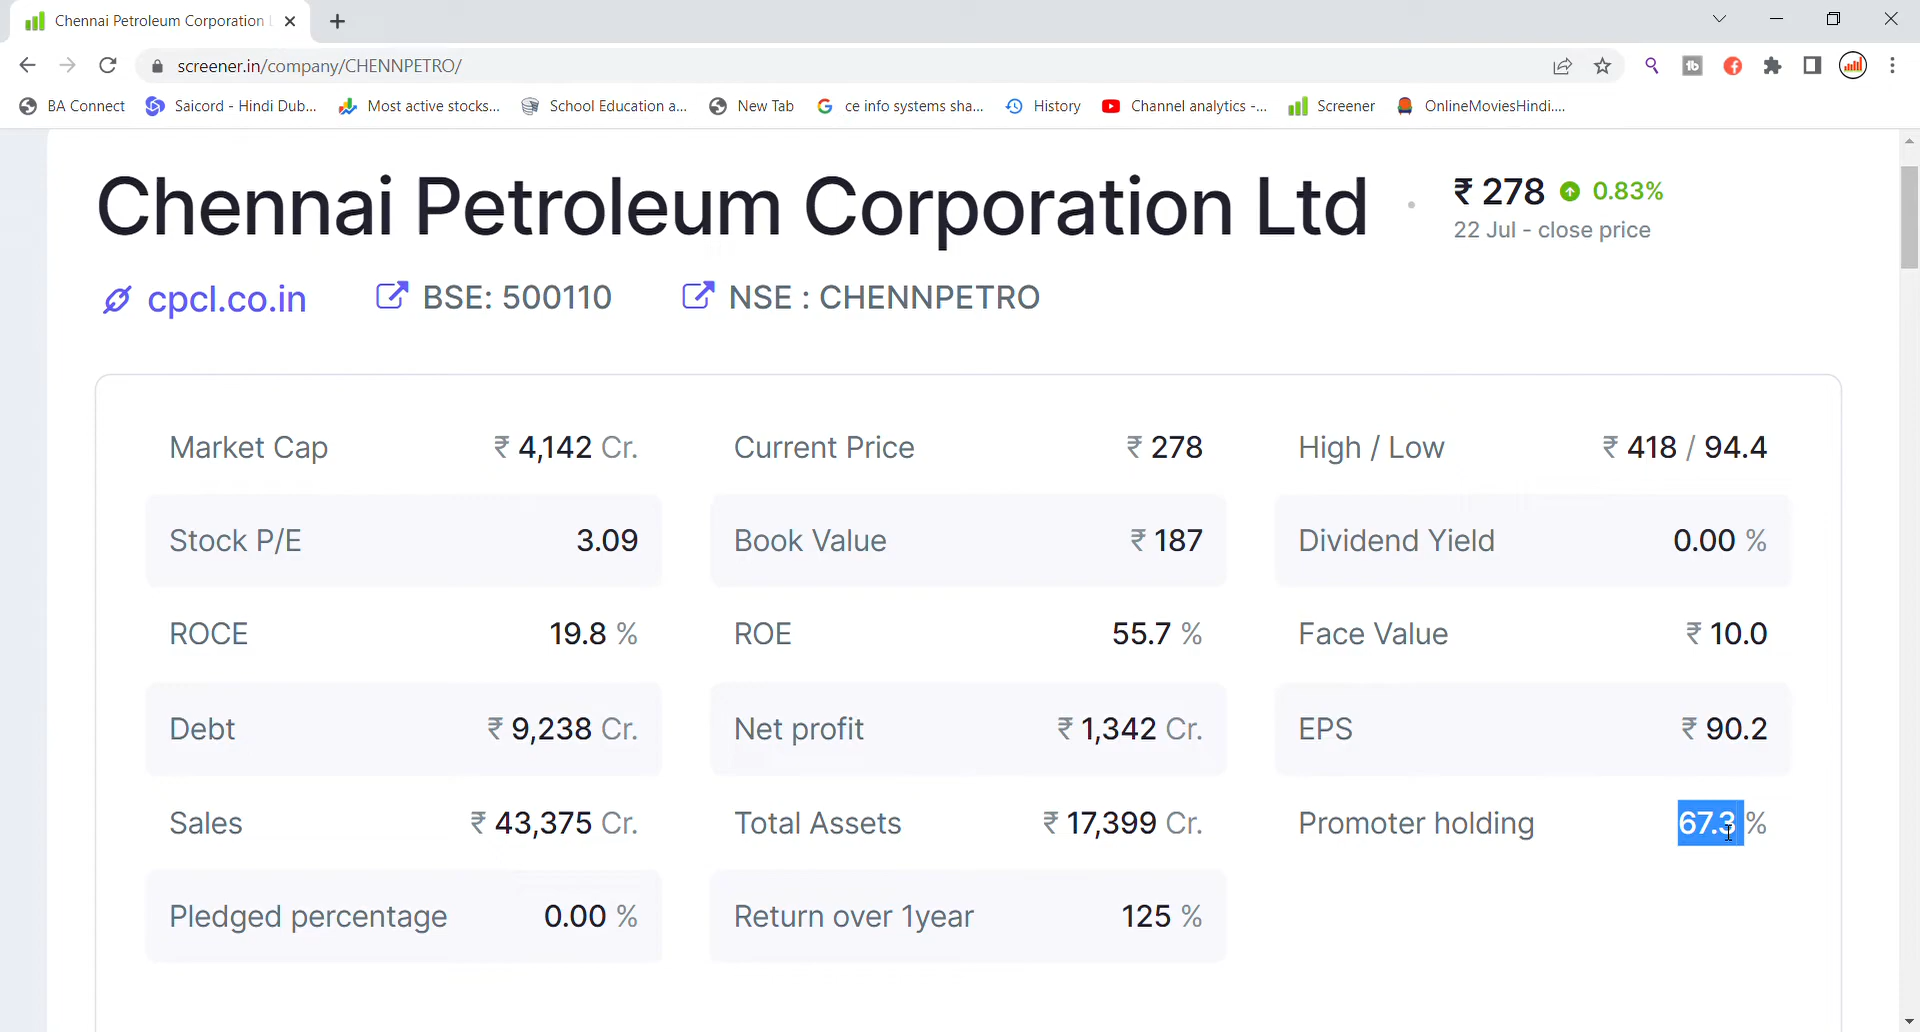 Chennai Petroleum Corporation
screener.in/company/CHENNPETRO/
BA Connect Saicord - Hindi Dub... Most active stocks... School Education a... New Tab ce info systems sha... History Channel analytics -... Screener OnlineMoviesHindi....
Chennai Petroleum Corporation Ltd
₹ 278 0.83%
22 Jul - close price
cpcl.co.in BSE: 500110 NSE : CHENNPETRO
Market Cap ₹ 4,142 Cr. Current Price ₹ 278 High / Low ₹ 418 / 94.4
Stock P/E 3.09 Book Value ₹ 187 Dividend Yield 0.00 %
ROCE 19.8 % ROE 55.7 % Face Value ₹ 10.0
Debt ₹ 9,238 Cr. Net profit ₹ 1,342 Cr. EPS ₹ 90.2
Sales ₹ 43,375 Cr. Total Assets ₹ 17,399 Cr. Promoter holding 67.3 %
Pledged percentage 0.00 % Return over 1year 125 %